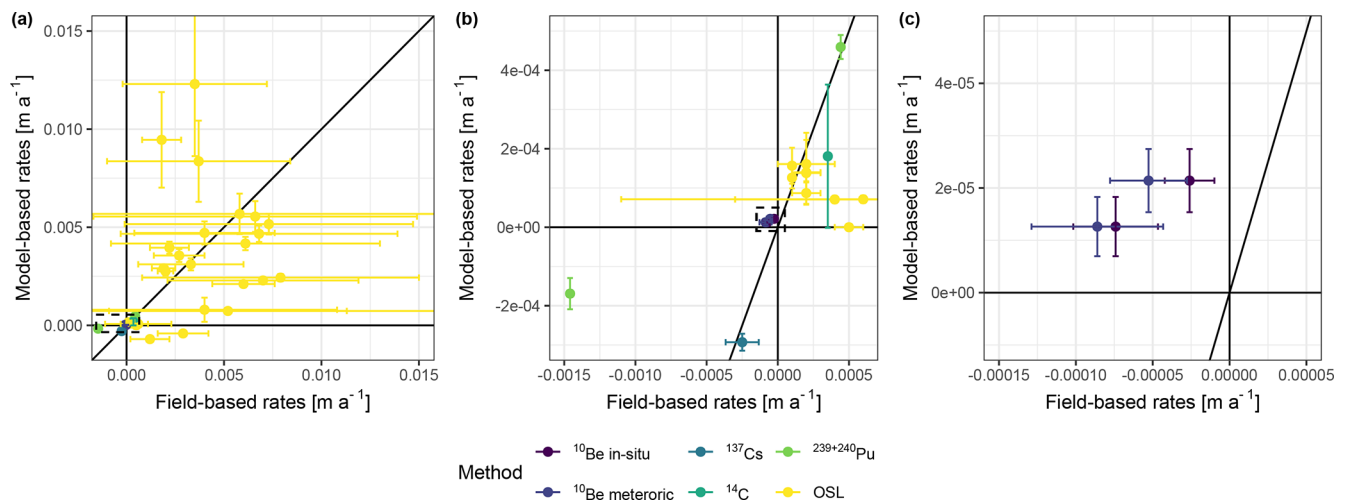 (a)
0.015
0.010
0.005
0.000
Model-based rates [m a⁻¹]
0.000 0.005 0.010 0.015
Field-based rates [m a⁻¹]
(b)
4e-04
2e-04
0e+00
-2e-04
Model-based rates [m a⁻¹]
-0.0015 -0.0010 -0.0005 0.0000 0.0005
Field-based rates [m a⁻¹]
(c)
4e-05
2e-05
0e+00
Model-based rates [m a⁻¹]
-0.00015 -0.00010 -0.00005 0.00000 0.00005
Field-based rates [m a⁻¹]
Method
¹⁰Be in-situ
¹⁰Be meteroric
¹³⁷Cs
¹⁴C
²³⁹⁺²⁴⁰Pu
OSL